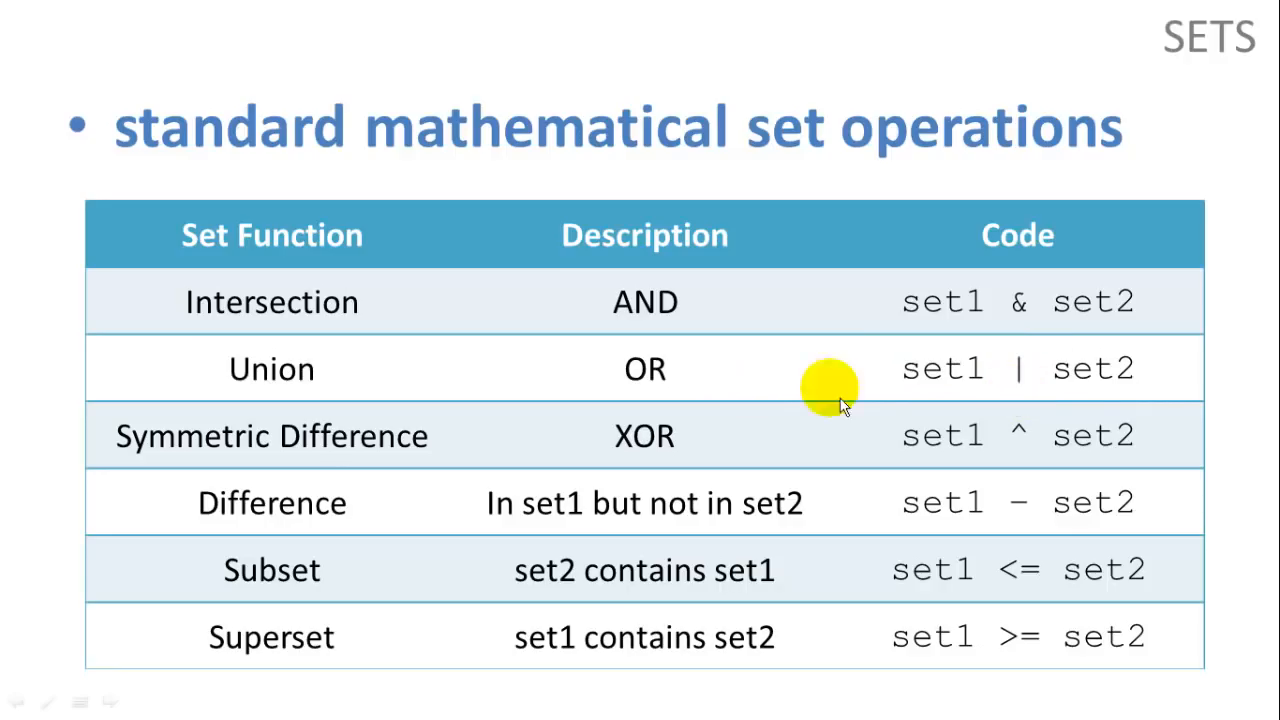 SETS
• standard mathematical set operations
Set Function Description Code
Intersection AND set1 & set2
Union OR set1 | set2
Symmetric Difference XOR set1 ^ set2
Difference In set1 but not in set2 set1 – set2
Subset set2 contains set1 set1 <= set2
Superset set1 contains set2 set1 >= set2